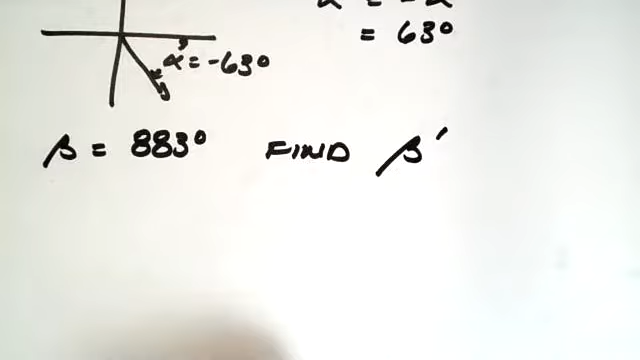 = 63°
α' = -63°
β = 883° FIND β'